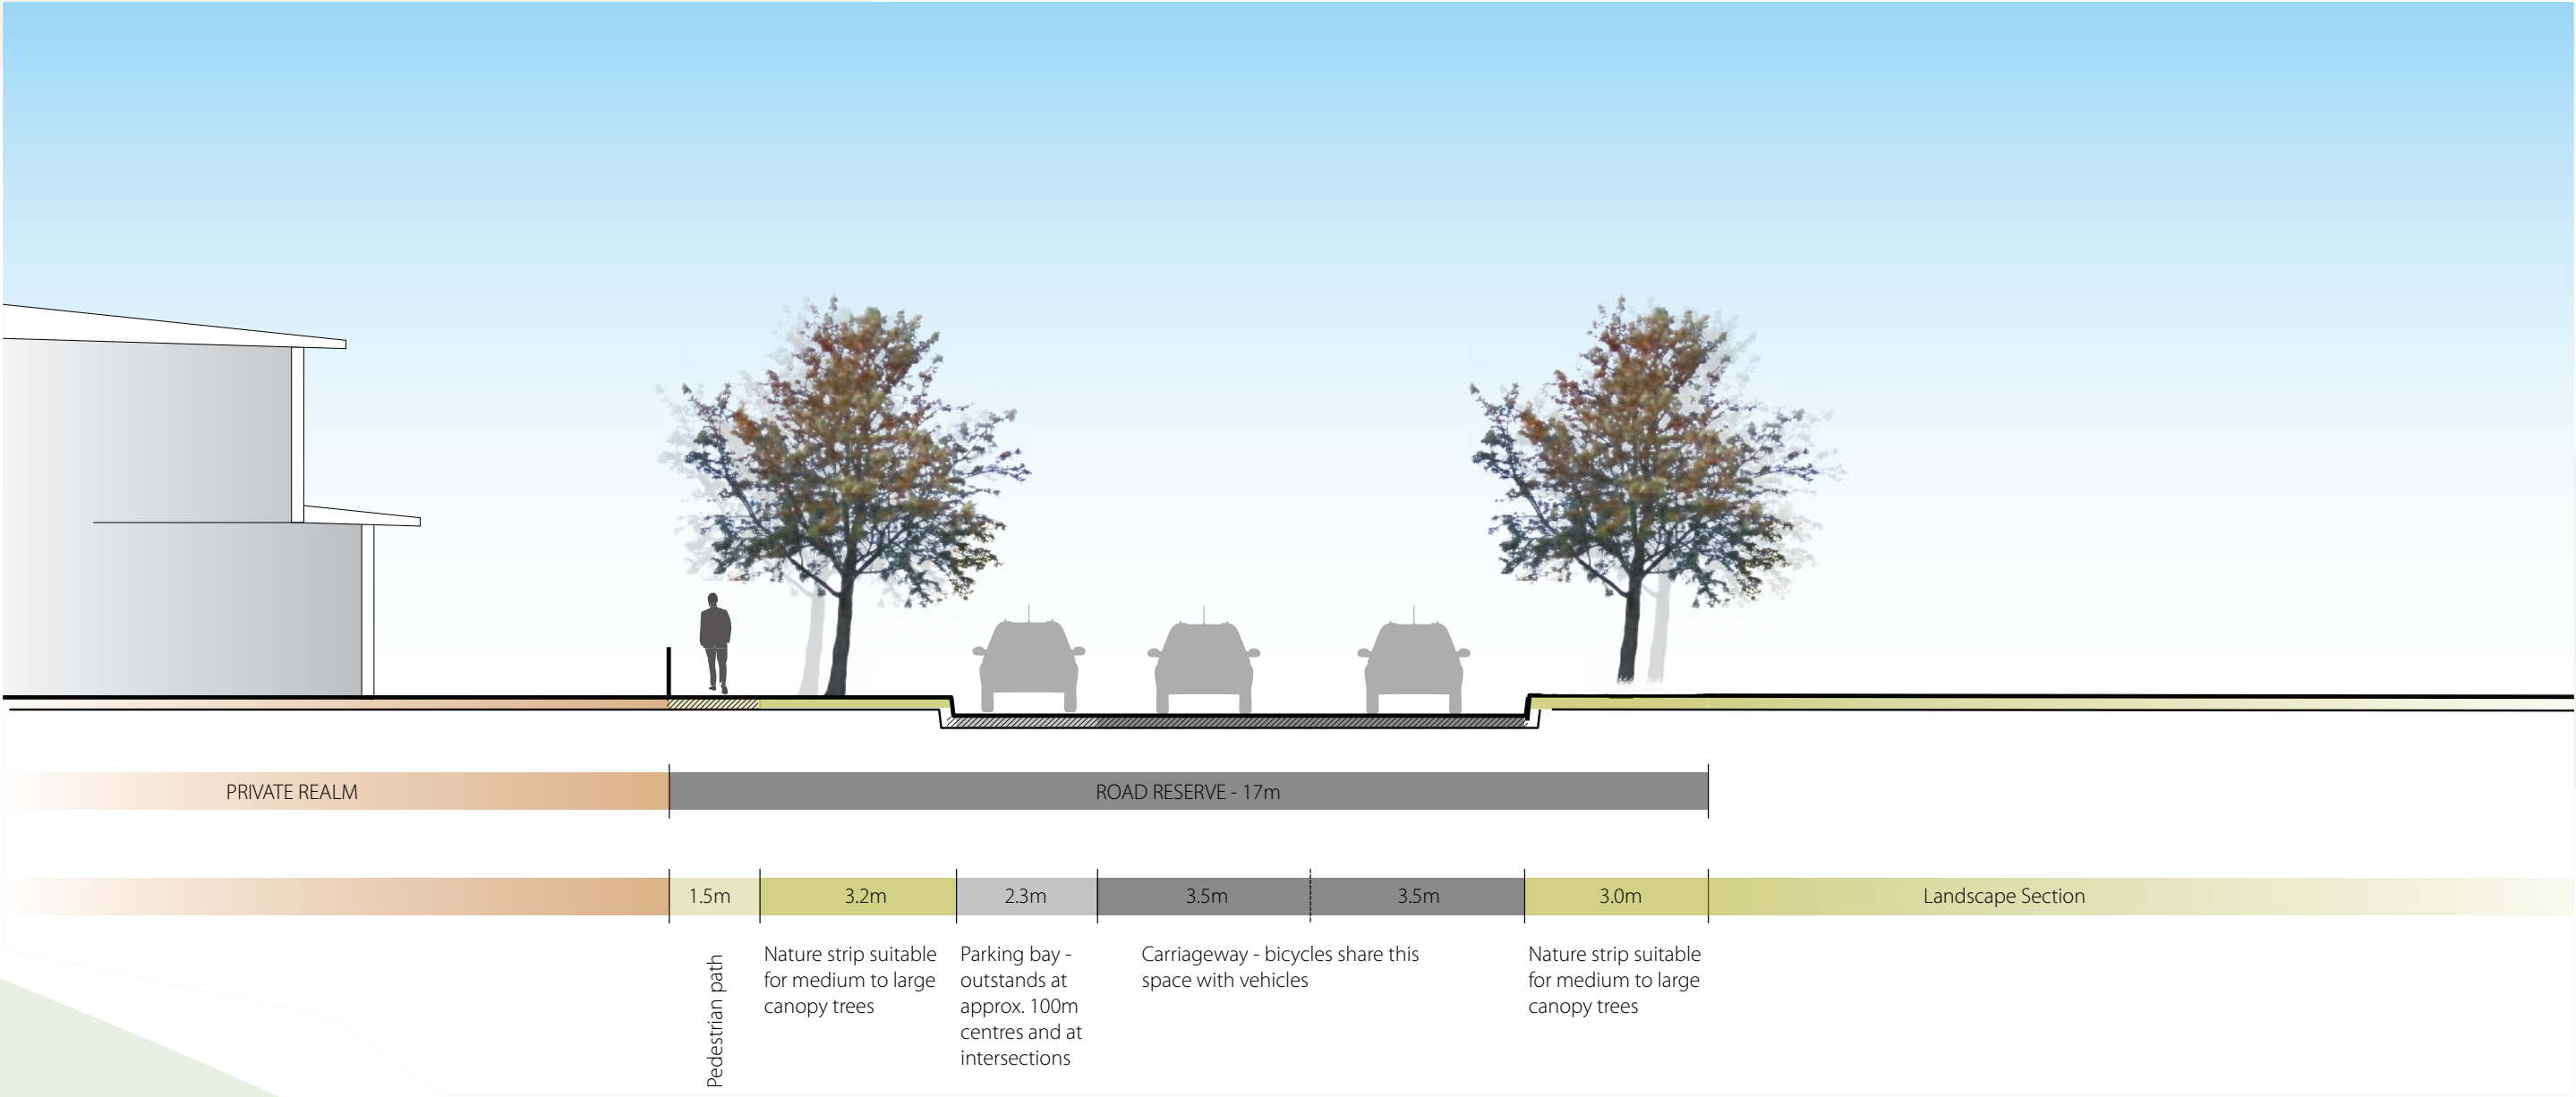 PRIVATE REALM
ROAD RESERVE - 17m
1.5m
3.2m
2.3m
3.5m
3.5m
3.0m
Landscape Section
Pedestrian path
Nature strip suitable
for medium to large
canopy trees
Parking bay -
outstands at
approx. 100m
centres and at
intersections
Carriageway - bicycles share this
space with vehicles
Nature strip suitable
for medium to large
canopy trees